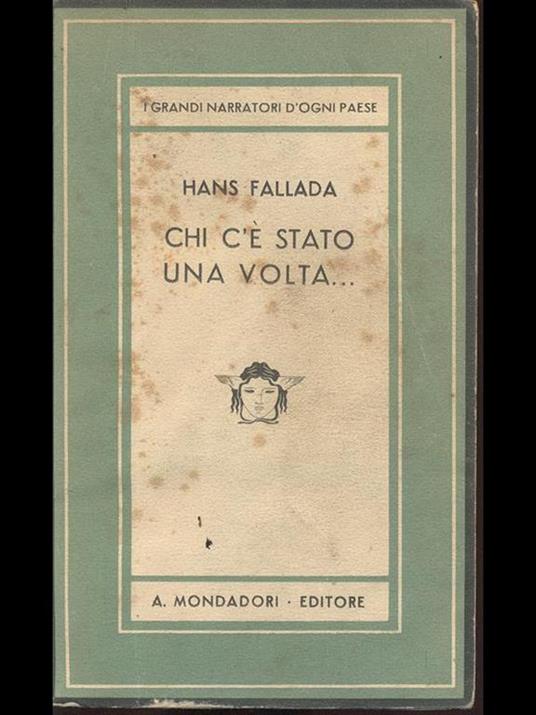 I GRANDI NARRATORI D'OGNI PAESE
HANS FALLADA
CHI C'È STATO
UNA VOLTA...
A. MONDADORI · EDITORE